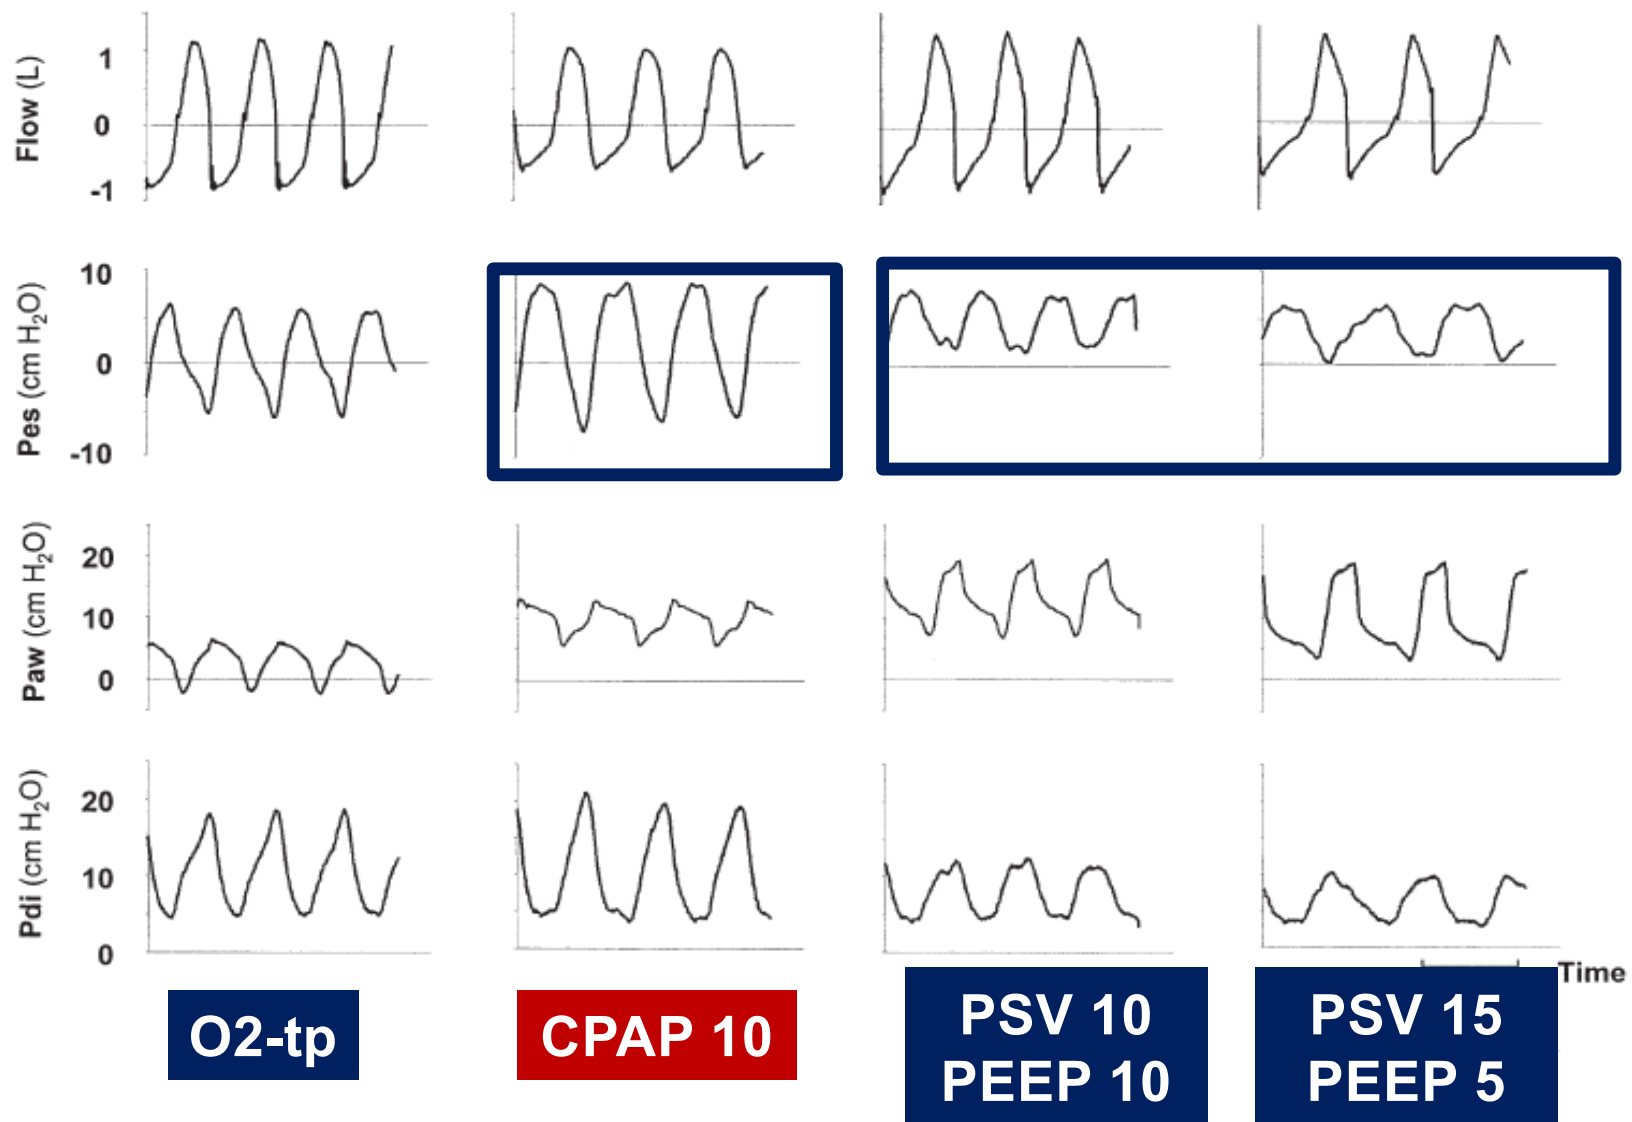 Flow (L)
1
0
-1
Pes (cm H₂O)
10
0
-10
Paw (cm H₂O)
20
10
0
Pdi (cm H₂O)
20
10
0
Time
O2-tp
CPAP 10
PSV 10
PEEP 10
PSV 15
PEEP 5